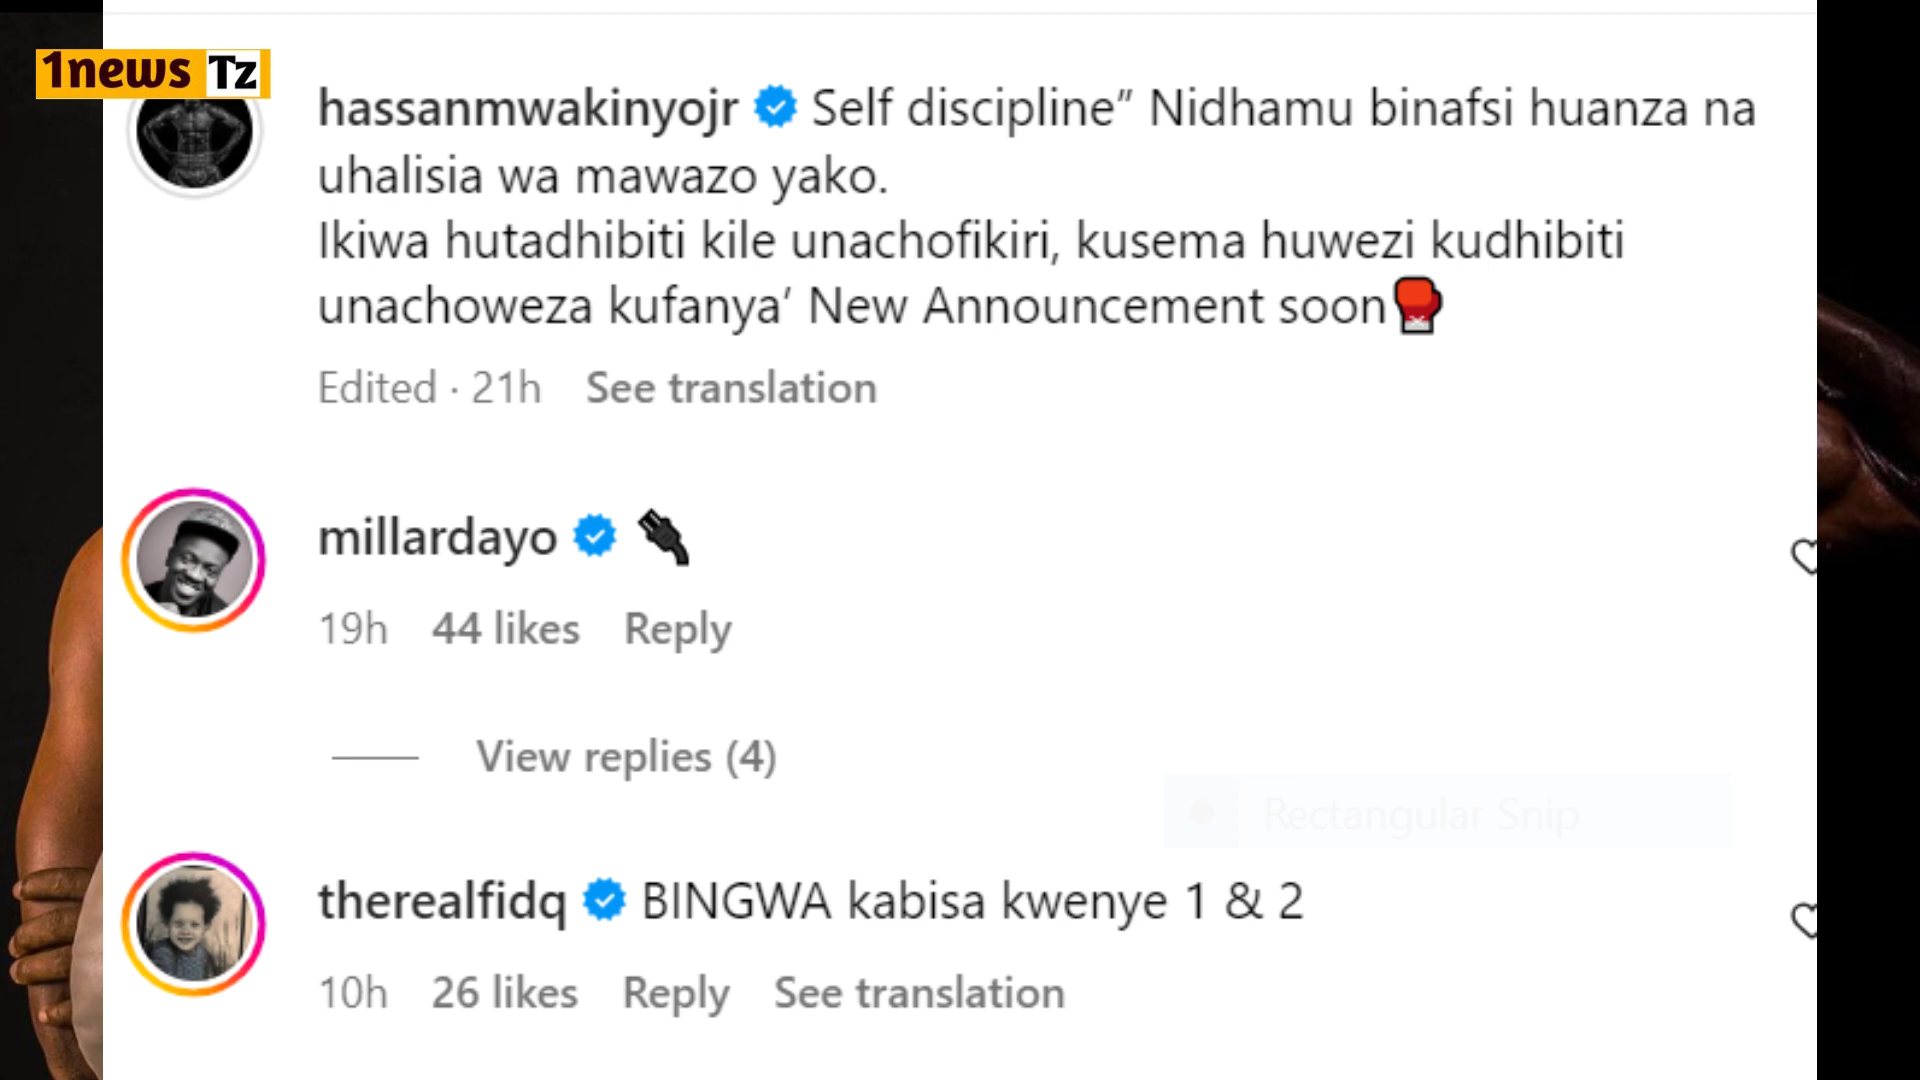 1news Tz
hassanmwakinyojr Self discipline” Nidhamu binafsi huanza na
uhalisia wa mawazo yako.
Ikiwa hutadhibiti kile unachofikiri, kusema huwezi kudhibiti
unachoweza kufanya’ New Announcement soon🥊
Edited · 21h See translation
millardayo 🔌
19h 44 likes Reply
View replies (4)
Rectangular Snip
therealfidq BINGWA kabisa kwenye 1 & 2
10h 26 likes Reply See translation